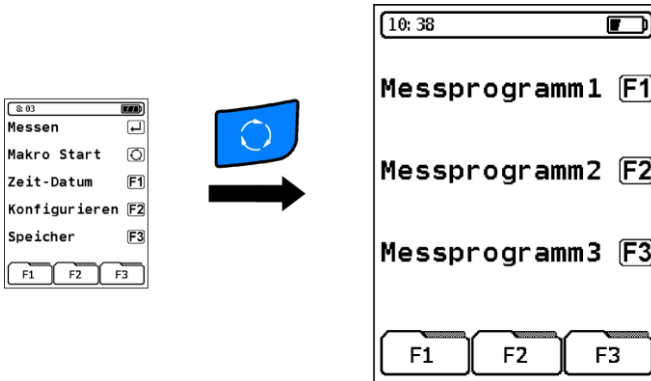 8:03
Messen
Makro Start
Zeit-Datum F1
Konfigurieren F2
Speicher F3
F1 F2 F3
10:38
Messprogramm1 F1
Messprogramm2 F2
Messprogramm3 F3
F1 F2 F3